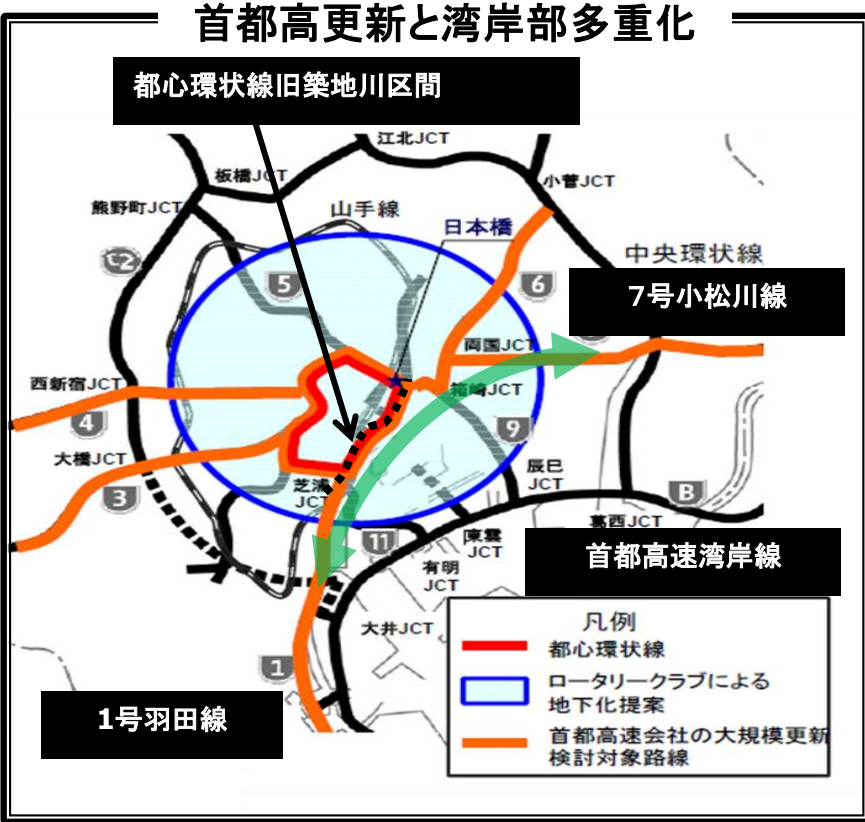 首都高更新と湾岸部多重化
都心環状線旧築地川区間
江北JCT
板橋JCT
小菅JCT
熊野町JCT
山手線
日本橋
中央環状線
C2
5
6
7号小松川線
両国JCT
西新宿JCT
箱崎JCT
4
9
大橋JCT
辰巳
JCT
3
芝浦
JCT
B
葛西JCT
11
東雲
JCT
首都高速湾岸線
有明
JCT
大井JCT
1
1号羽田線
凡例
都心環状線
ロータリークラブによる
地下化提案
首都高速会社の大規模更新
検討対象路線